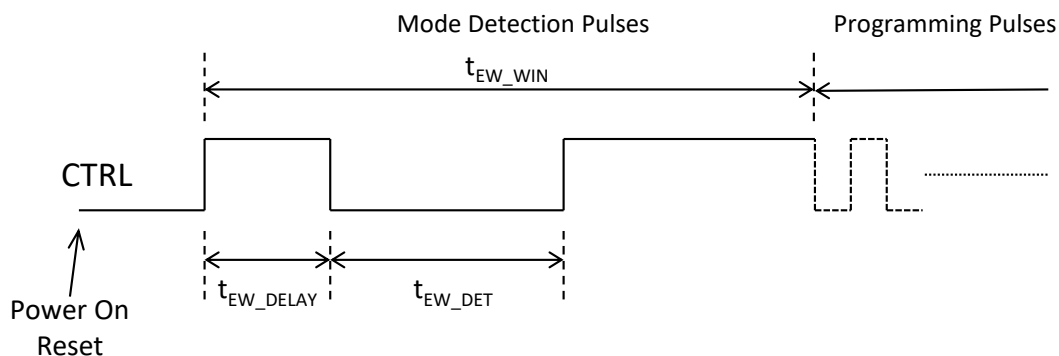 Mode Detection Pulses
Programming Pulses
tEW_WIN
CTRL
tEW_DELAY
tEW_DET
Power On
Reset